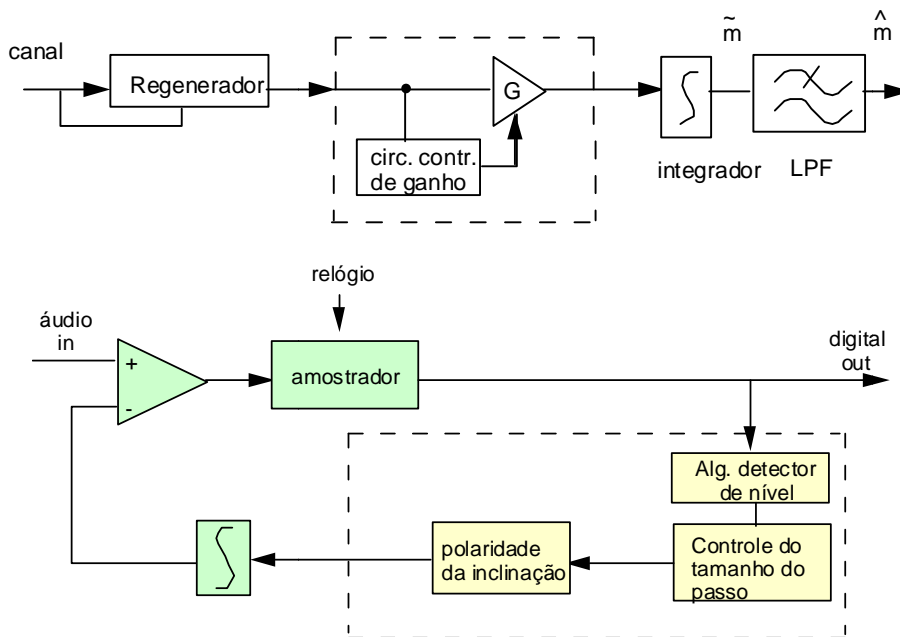 canal
Regenerador
G
circ. contr.
de ganho
~
m
^
m
integrador
LPF
relógio
áudio
in
+
-
amostrador
digital
out
Alg. detector
de nível
polaridade
da inclinação
Controle do
tamanho do
passo